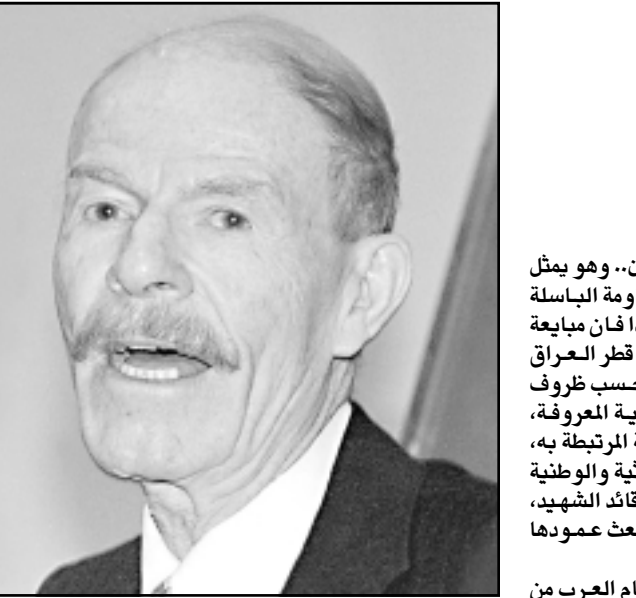 ن.. وهو يمثل
ومة الباسلة
ا فان مبايعة
قطر العراق
حسب ظروف
ية المعروفة،
ة المرتبطة به،
ثية والوطنية
قائد الشهيد،
عث عمودها
ام العرب من